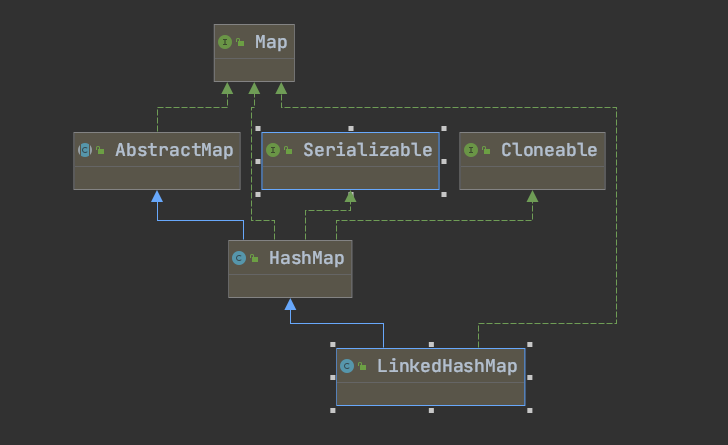 Map
AbstractMap
Serializable
Cloneable
HashMap
LinkedHashMap